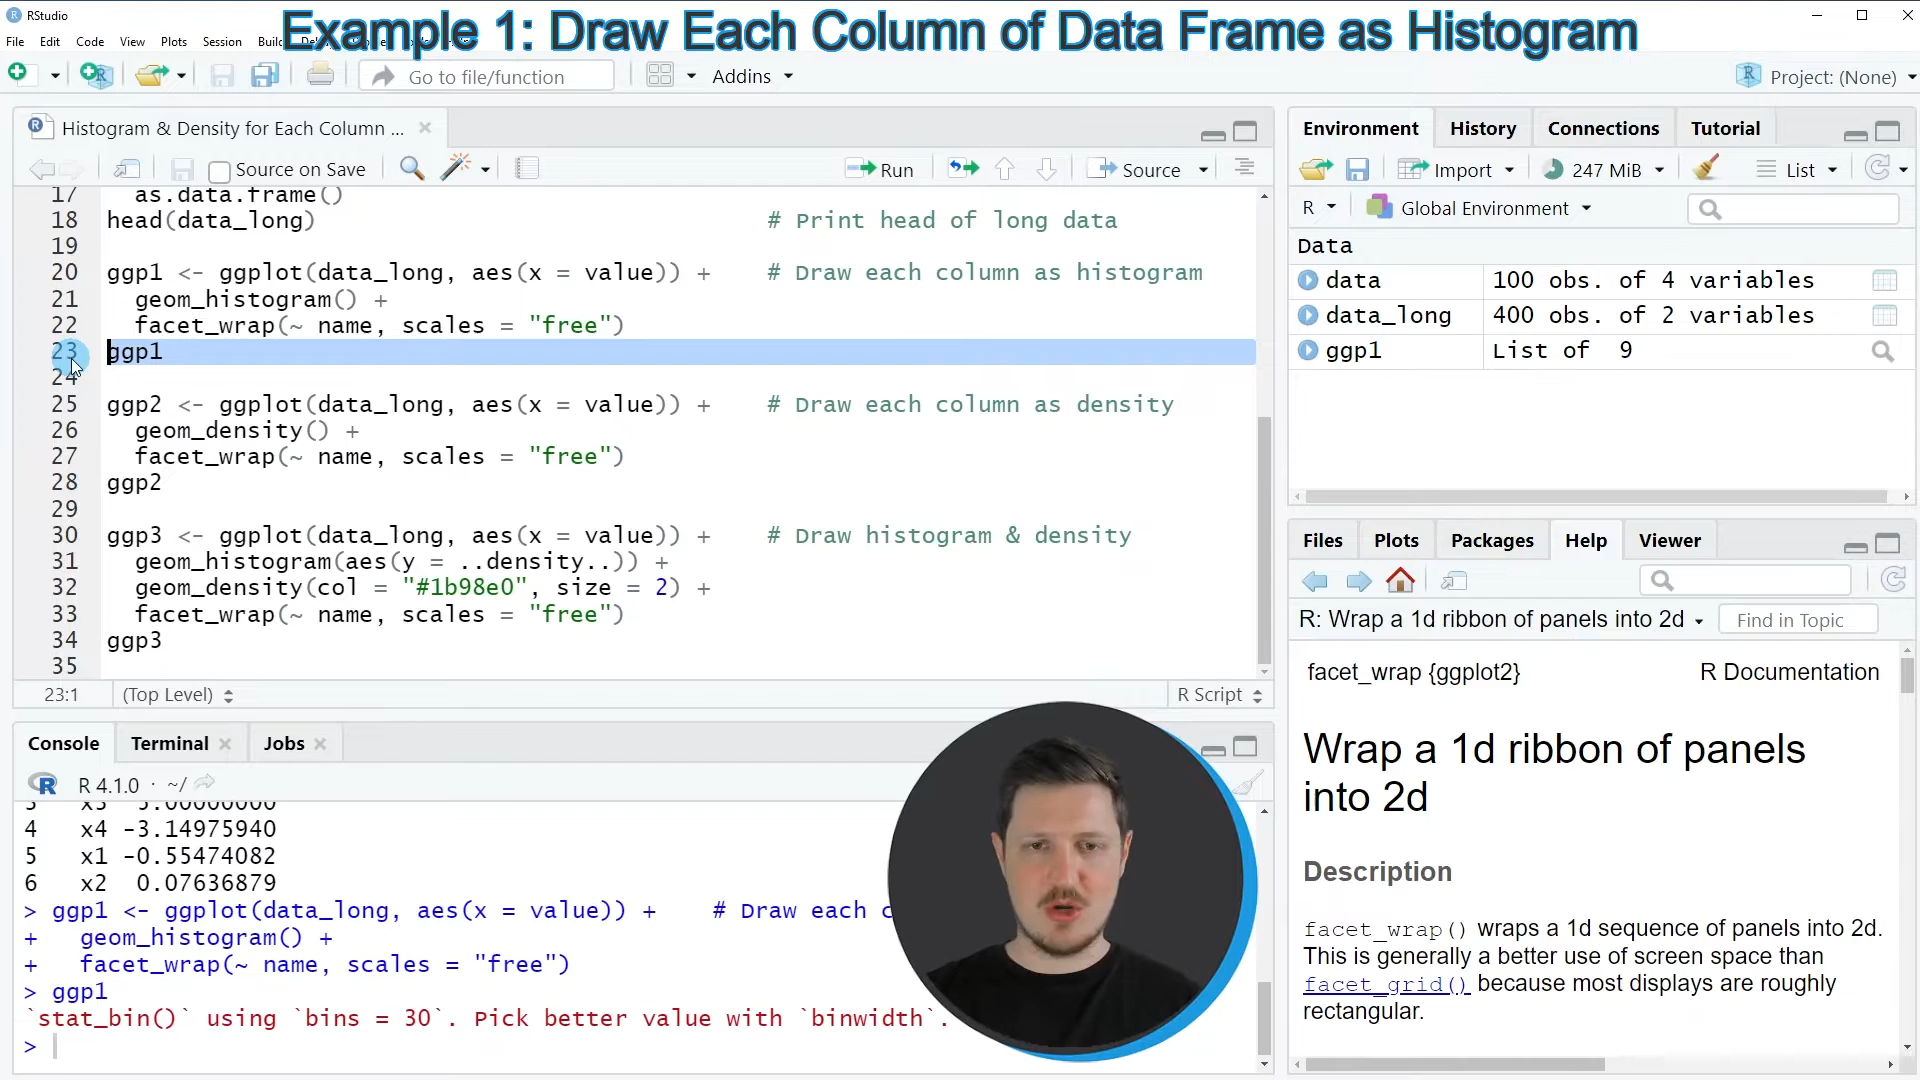 RStudio
Example 1: Draw Each Column of Data Frame as Histogram
File Edit Code View Plots Session
Go to file/function
Addins
Project: (None)
Histogram & Density for Each Column ...
Source on Save
Run
Source
17 as.data.frame()
18 head(data_long) # Print head of long data
19
20 ggp1 <- ggplot(data_long, aes(x = value)) + # Draw each column as histogram
21 geom_histogram() +
22 facet_wrap(~ name, scales = "free")
23 ggp1
24
25 ggp2 <- ggplot(data_long, aes(x = value)) + # Draw each column as density
26 geom_density() +
27 facet_wrap(~ name, scales = "free")
28 ggp2
29
30 ggp3 <- ggplot(data_long, aes(x = value)) + # Draw histogram & density
31 geom_histogram(aes(y = ..density..)) +
32 geom_density(col = "#1b98e0", size = 2) +
33 facet_wrap(~ name, scales = "free")
34 ggp3
35
23:1 (Top Level) R Script
Console Terminal Jobs
R 4.1.0 · ~/
4 x4 -3.14975940
5 x1 -0.55474082
6 x2 0.07636879
> ggp1 <- ggplot(data_long, aes(x = value)) + # Draw each c
+ geom_histogram() +
+ facet_wrap(~ name, scales = "free")
> ggp1
`stat_bin()` using `bins = 30`. Pick better value with `binwidth`.
>
Environment History Connections Tutorial
Import 247 MiB List
R Global Environment
Data
data 100 obs. of 4 variables
data_long 400 obs. of 2 variables
ggp1 List of 9
Files Plots Packages Help Viewer
R: Wrap a 1d ribbon of panels into 2d Find in Topic
facet_wrap {ggplot2} R Documentation
Wrap a 1d ribbon of panels
into 2d
Description
facet_wrap() wraps a 1d sequence of panels into 2d.
This is generally a better use of screen space than
facet_grid() because most displays are roughly
rectangular.